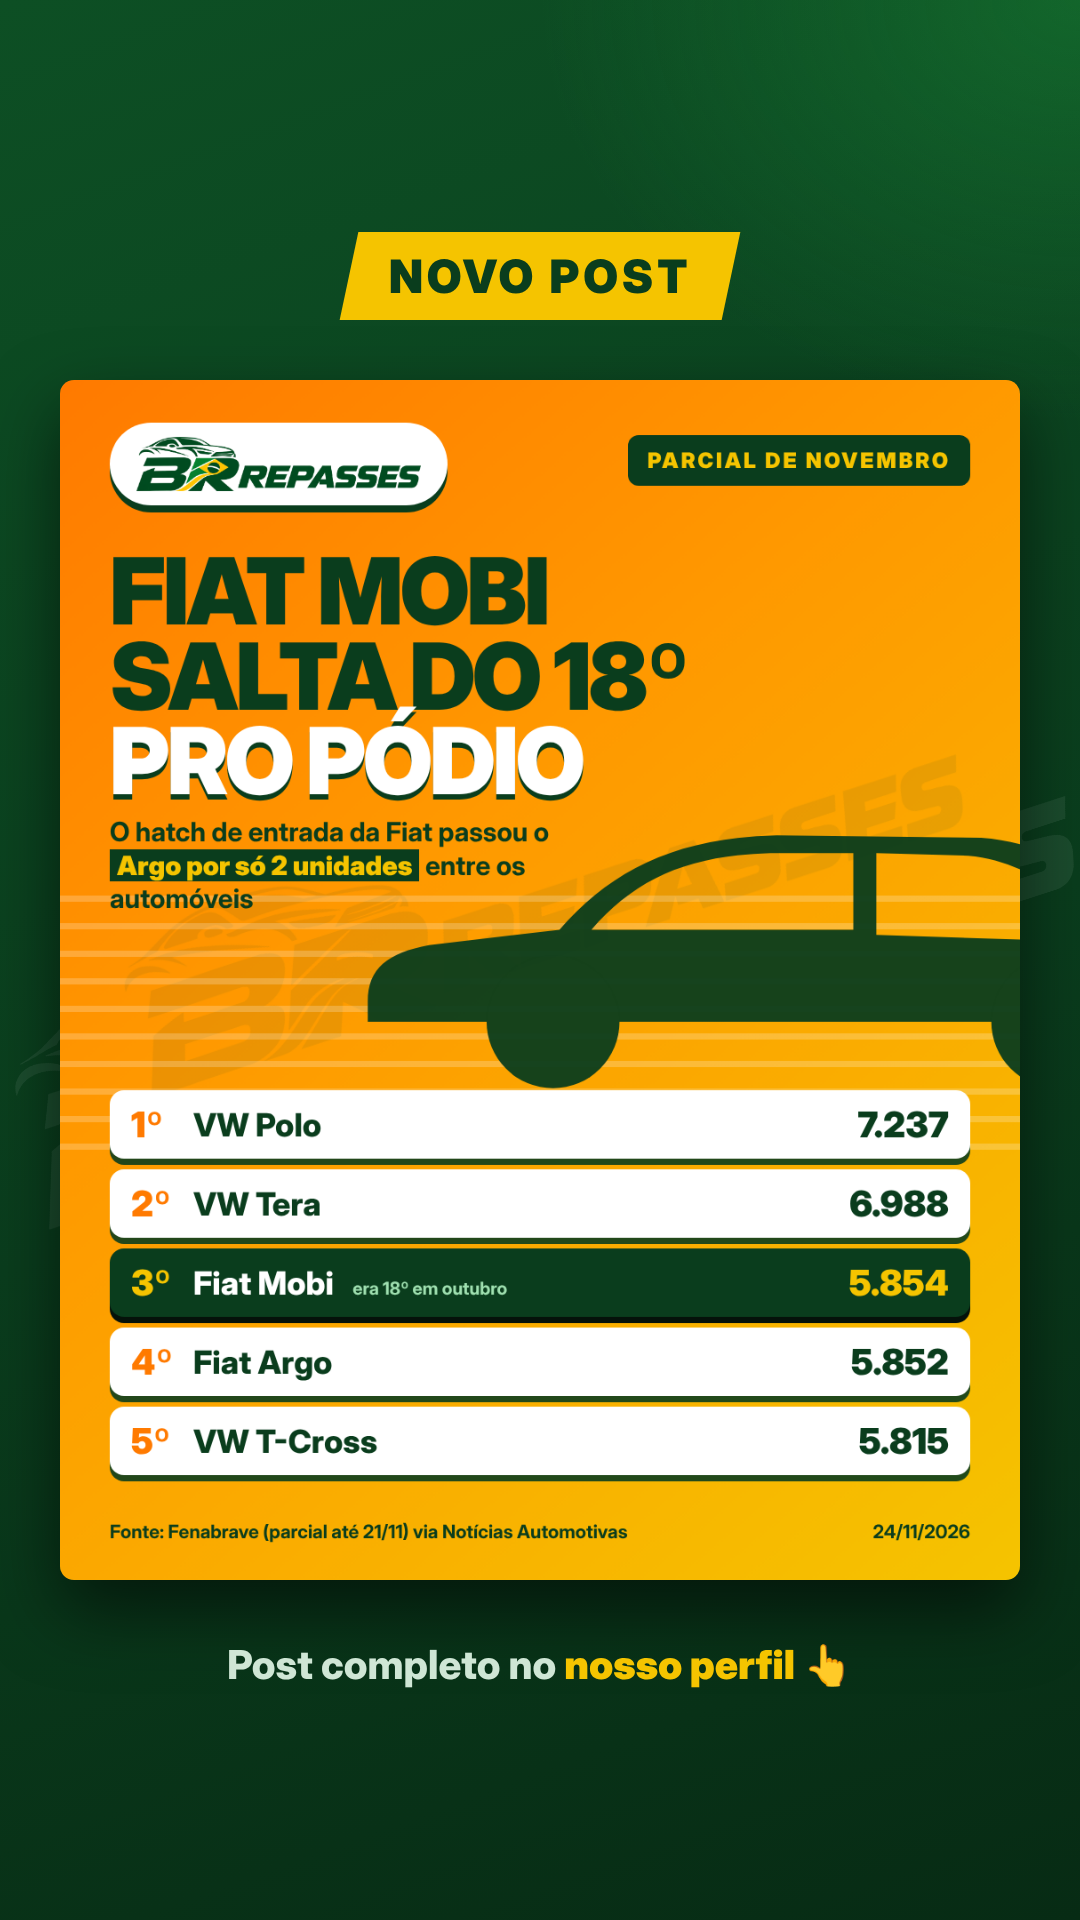 NOVO POST
BR REPASSES
PARCIAL DE NOVEMBRO
FIAT MOBI
SALTA DO 18º
PRO PÓDIO
O hatch de entrada da Fiat passou o
Argo por só 2 unidades entre os
automóveis
BR REPASSES
1º VW Polo 7.237
2º VW Tera 6.988
3º Fiat Mobi era 18º em outubro 5.854
4º Fiat Argo 5.852
5º VW T-Cross 5.815
Fonte: Fenabrave (parcial até 21/11) via Notícias Automotivas 24/11/2026
Post completo no nosso perfil 👆